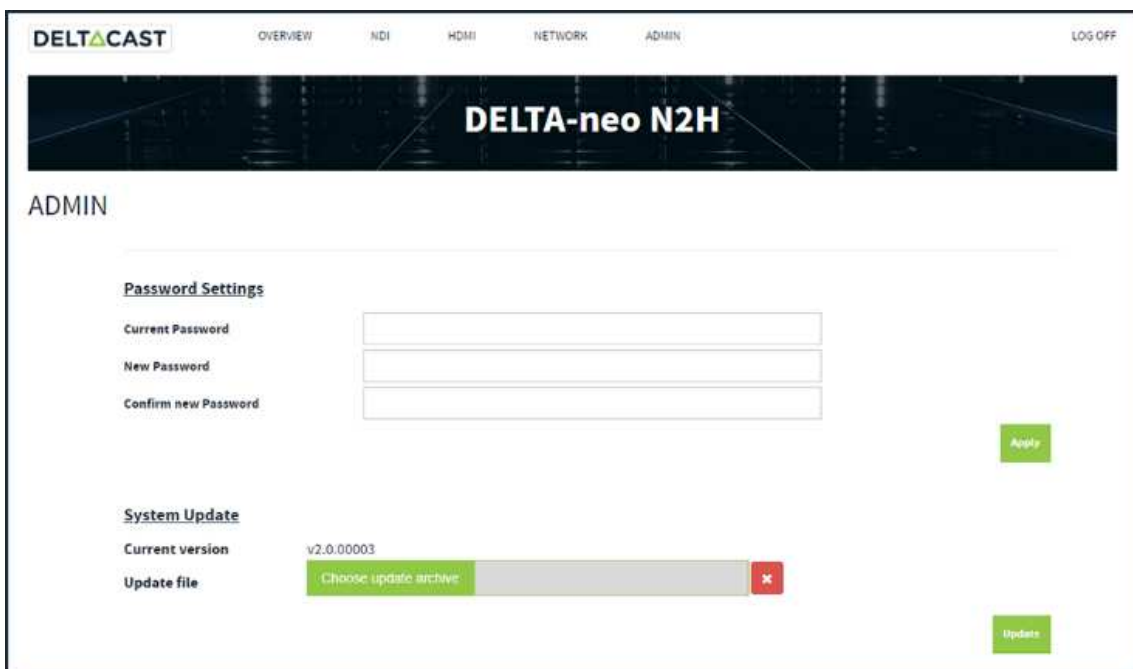 DELTACAST OVERVIEW NDI HDMI NETWORK ADMIN LOG OFF
DELTA-neo N2H
ADMIN
Password Settings
Current Password
New Password
Confirm new Password
Apply
System Update
Current version v2.0.00003
Update file Choose update archive
Update